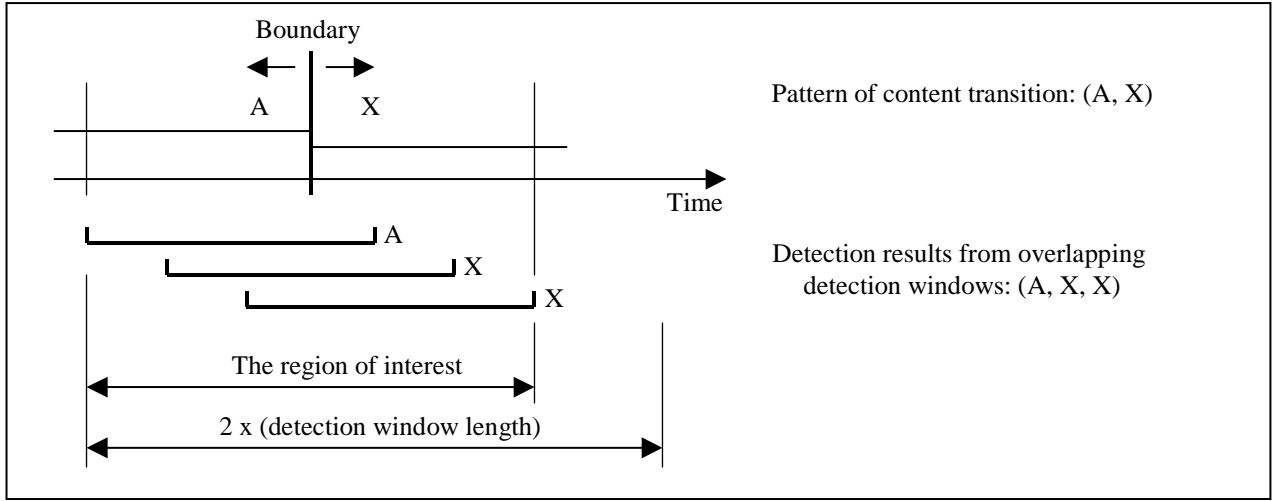 Boundary
A
X
Pattern of content transition: (A, X)
Time
A
X
X
Detection results from overlapping
detection windows: (A, X, X)
The region of interest
2 x (detection window length)